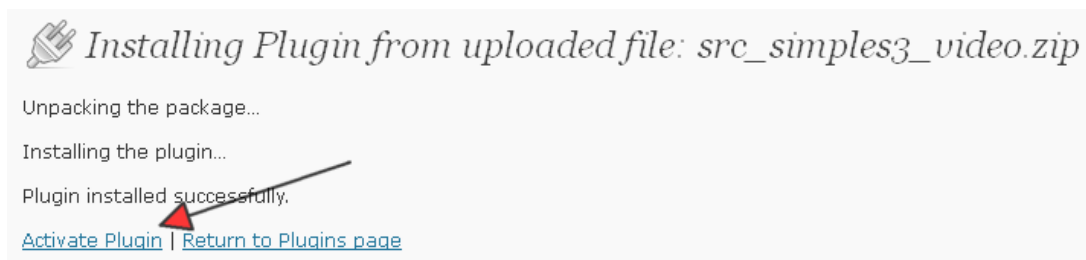 Installing Plugin from uploaded file: src_simples3_video.zip
Unpacking the package...
Installing the plugin...
Plugin installed successfully.
Activate Plugin | Return to Plugins page